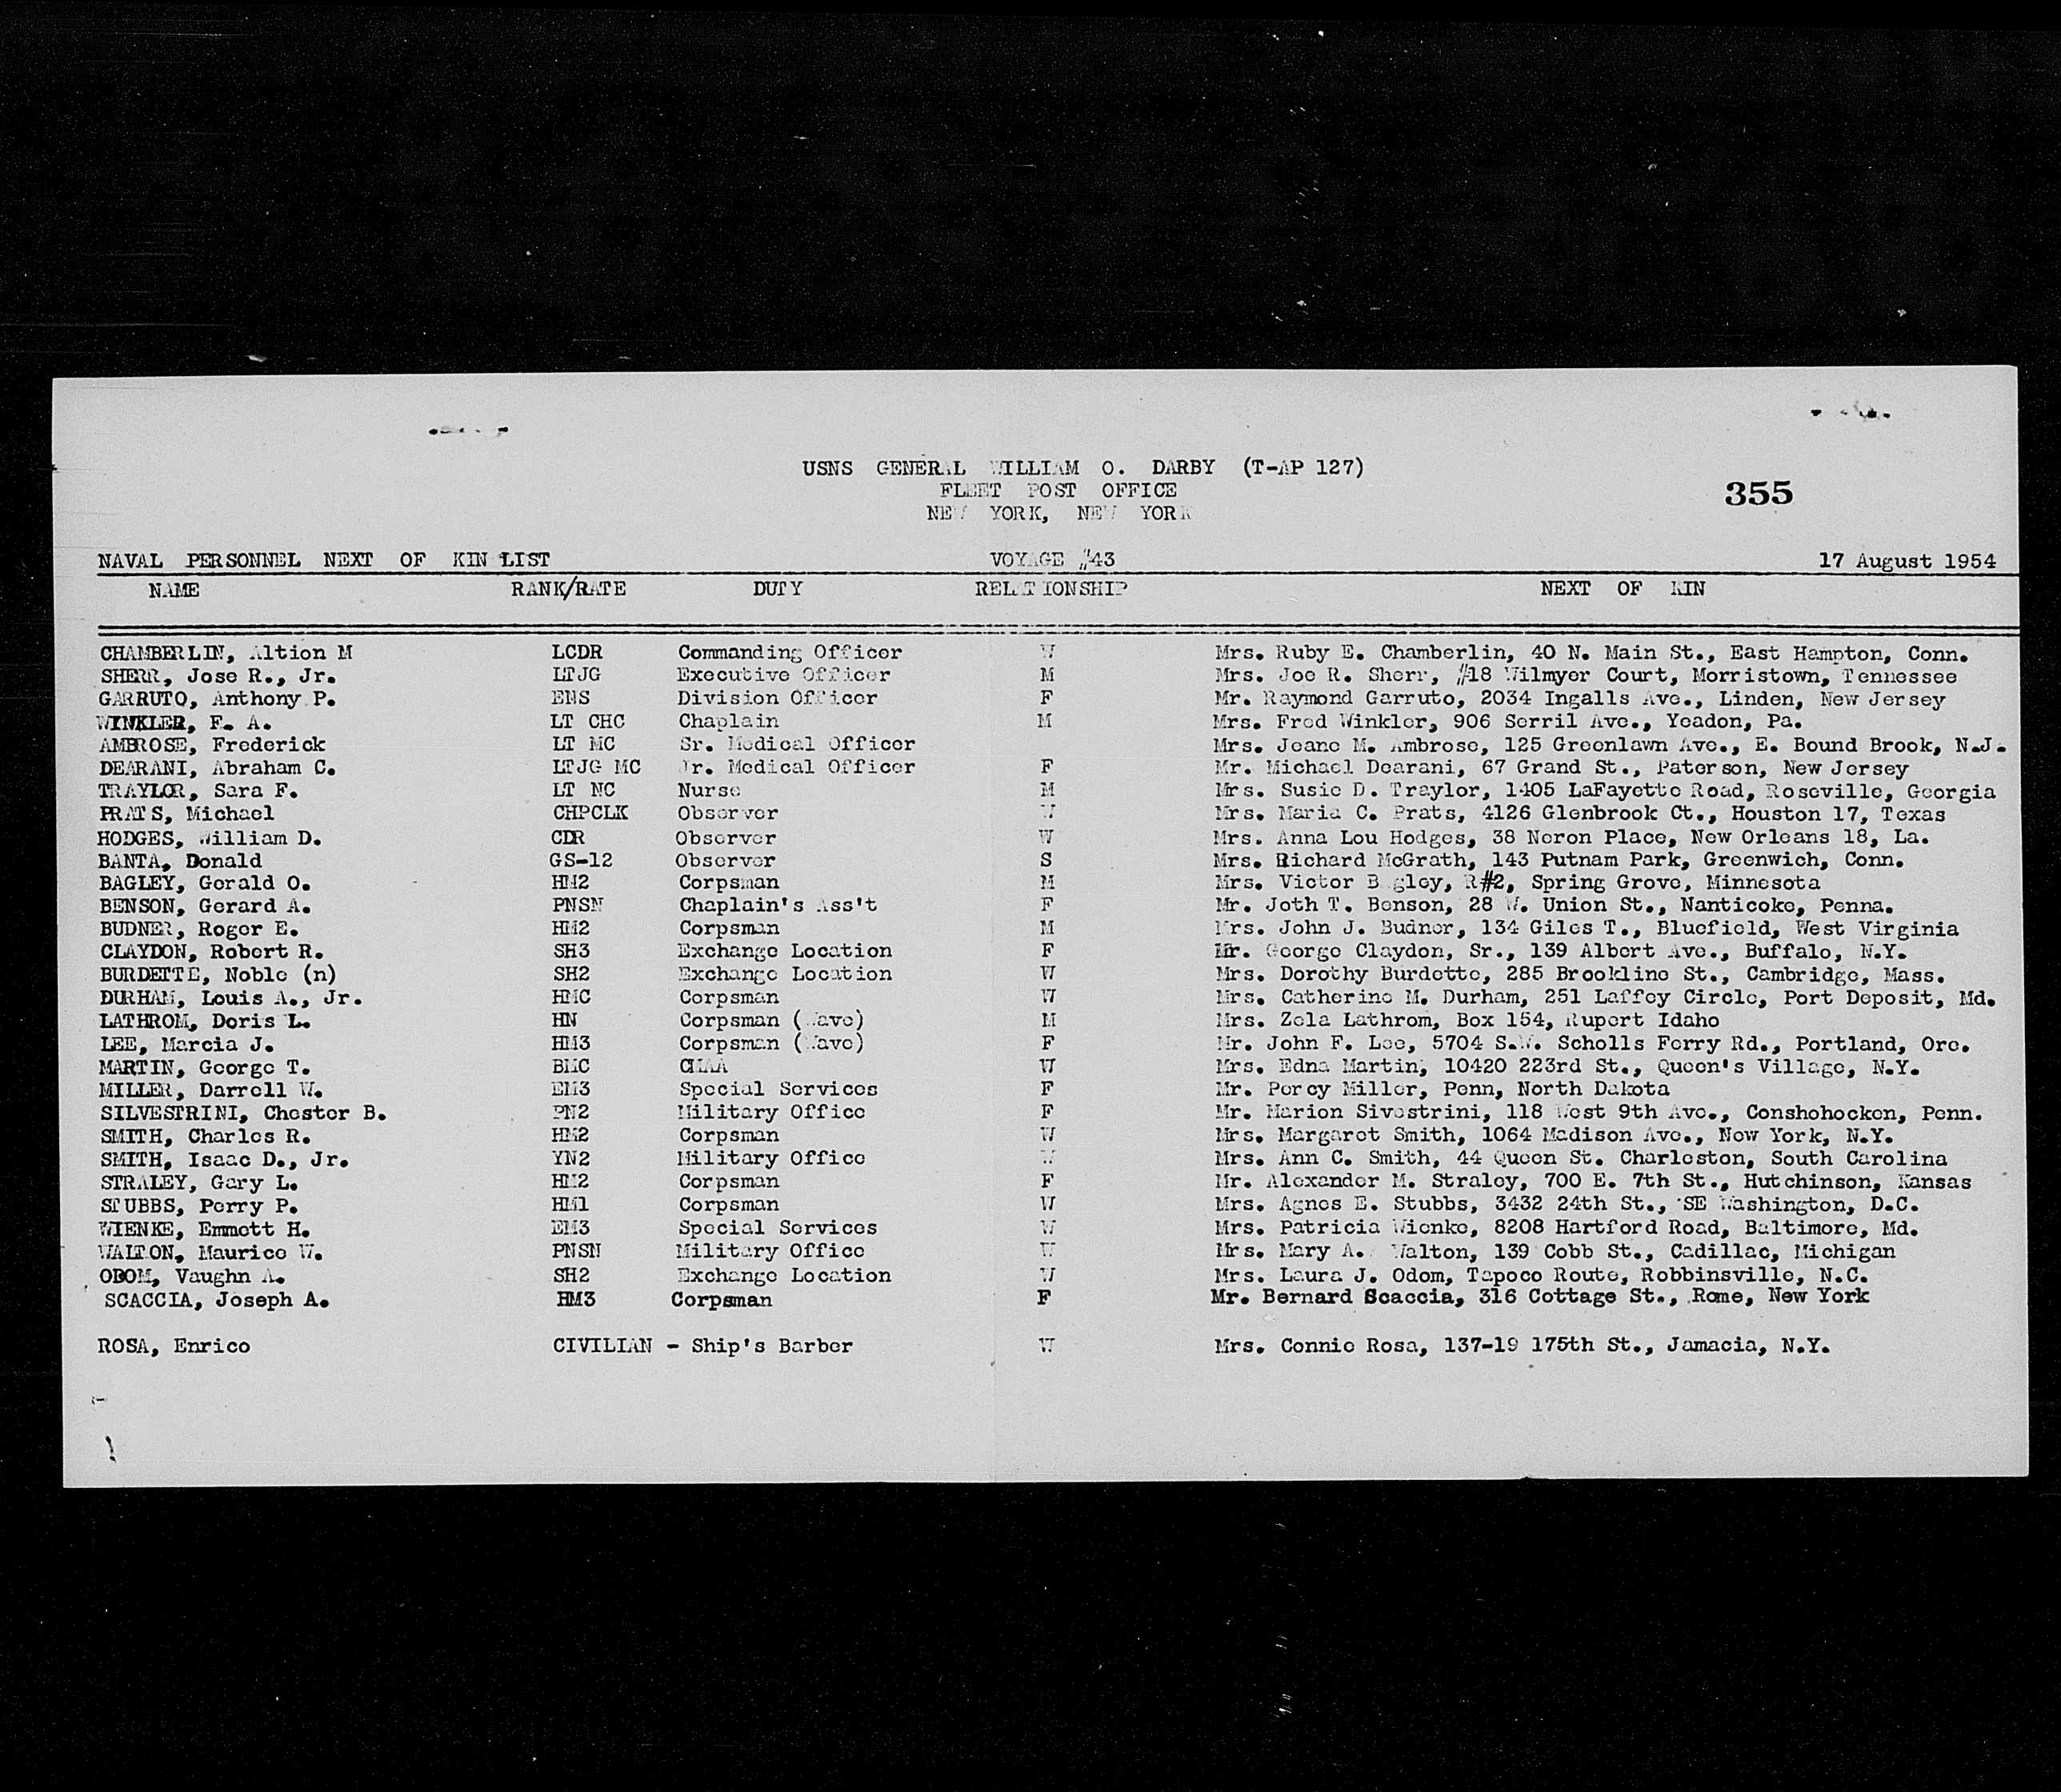 USNS GENERAL WILLIAM O. DARBY (T-AP 127)
FLEET POST OFFICE
355
NEW YORK, NEW YORK
NAVAL PERSONNEL NEXT OF KIN LIST VOYAGE #43 17 August 1954
NAME RANK/RATE DUTY RELATIONSHIP NEXT OF KIN
CHAMBERLIN, Altion M LCDR Commanding Officer W Mrs. Ruby E. Chamberlin, 40 N. Main St., East Hampton, Conn.
SHERR, Jose R., Jr. LTJG Executive Officer M Mrs. Joe R. Sherr, #18 Wilmyer Court, Morristown, Tennessee
GARRUTO, Anthony P. ENS Division Officer F Mr. Raymond Garruto, 2034 Ingalls Ave., Linden, New Jersey
WINKLER, F. A. LT CHC Chaplain M Mrs. Fred Winkler, 906 Serril Ave., Yeadon, Pa.
AMBROSE, Frederick LT MC Sr. Medical Officer Mrs. Jeane M. Ambrose, 125 Greenlawn Ave., E. Bound Brook, N.J.
DEARANI, Abraham C. LTJG MC Jr. Medical Officer F Mr. Michael Dearani, 67 Grand St., Paterson, New Jersey
TRAYLOR, Sara F. LT NC Nurse M Mrs. Susie D. Traylor, 1405 LaFayette Road, Roseville, Georgia
PRATS, Michael CHPCLK Observer W Mrs. Maria C. Prats, 4126 Glenbrook Ct., Houston 17, Texas
HODGES, William D. CDR Observer W Mrs. Anna Lou Hodges, 38 Neron Place, New Orleans 18, La.
BANTA, Donald GS-12 Observer S Mrs. Richard McGrath, 143 Putnam Park, Greenwich, Conn.
BAGLEY, Gerald O. HM2 Corpsman M Mrs. Victor Bagley, R#2, Spring Grove, Minnesota
BENSON, Gerard A. PNSN Chaplain's Ass't F Mr. Joth T. Benson, 28 W. Union St., Nanticoke, Penna.
BUDNER, Roger E. HM2 Corpsman M Mrs. John J. Budner, 134 Giles T., Bluefield, West Virginia
CLAYDON, Robert R. SH3 Exchange Location F Mr. George Claydon, Sr., 139 Albert Ave., Buffalo, N.Y.
BURDETTE, Noble (n) SH2 Exchange Location W Mrs. Dorothy Burdette, 285 Brookline St., Cambridge, Mass.
DURHAM, Louis A., Jr. HMC Corpsman W Mrs. Catherine M. Durham, 251 Laffey Circle, Port Deposit, Md.
LATHROM, Doris L. HN Corpsman (Wave) M Mrs. Zela Lathrom, Box 154, Rupert Idaho
LEE, Marcia J. HM3 Corpsman (Wave) F Mr. John F. Lee, 5704 S.W. Scholls Ferry Rd., Portland, Ore.
MARTIN, George T. BMC CMAA W Mrs. Edna Martin, 10420 223rd St., Queen's Village, N.Y.
MILLER, Darrell W. EM3 Special Services F Mr. Percy Miller, Penn, North Dakota
SILVESTRINI, Chester B. PN2 Military Office F Mr. Marion Sivestrini, 118 West 9th Ave., Conshohocken, Penn.
SMITH, Charles R. HM2 Corpsman W Mrs. Margaret Smith, 1064 Madison Ave., New York, N.Y.
SMITH, Isaac D., Jr. YN2 Military Office W Mrs. Ann C. Smith, 44 Queen St. Charleston, South Carolina
STRALEY, Gary L. HM2 Corpsman F Mr. Alexander M. Straley, 700 E. 7th St., Hutchinson, Kansas
STUBBS, Perry P. HM1 Corpsman W Mrs. Agnes E. Stubbs, 3432 24th St., SE Washington, D.C.
WIENKE, Emmett H. EM3 Special Services W Mrs. Patricia Wienke, 8208 Hartford Road, Baltimore, Md.
WALTON, Maurice W. PNSN Military Office W Mrs. Mary A. Walton, 139 Cobb St., Cadillac, Michigan
ODOM, Vaughn A. SH2 Exchange Location W Mrs. Laura J. Odom, Tapoco Route, Robbinsville, N.C.
SCACCIA, Joseph A. HM3 Corpsman F Mr. Bernard Scaccia, 316 Cottage St., Rome, New York
ROSA, Enrico CIVILIAN - Ship's Barber W Mrs. Connie Rosa, 137-19 175th St., Jamacia, N.Y.